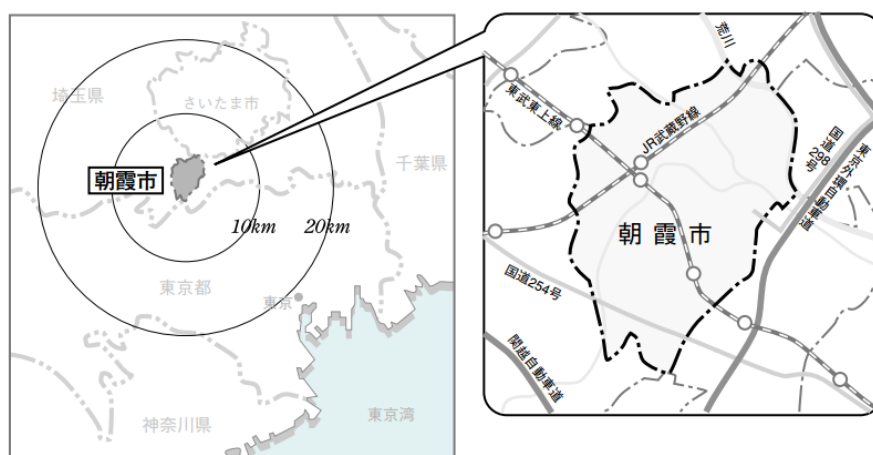 埼玉県
さいたま市
千葉県
朝霞市
10km
20km
東京都
東京
神奈川県
東京湾
荒川
東武東上線
JR武蔵野線
国道298号
東京外環自動車道
朝霞市
国道254号
関越自動車道